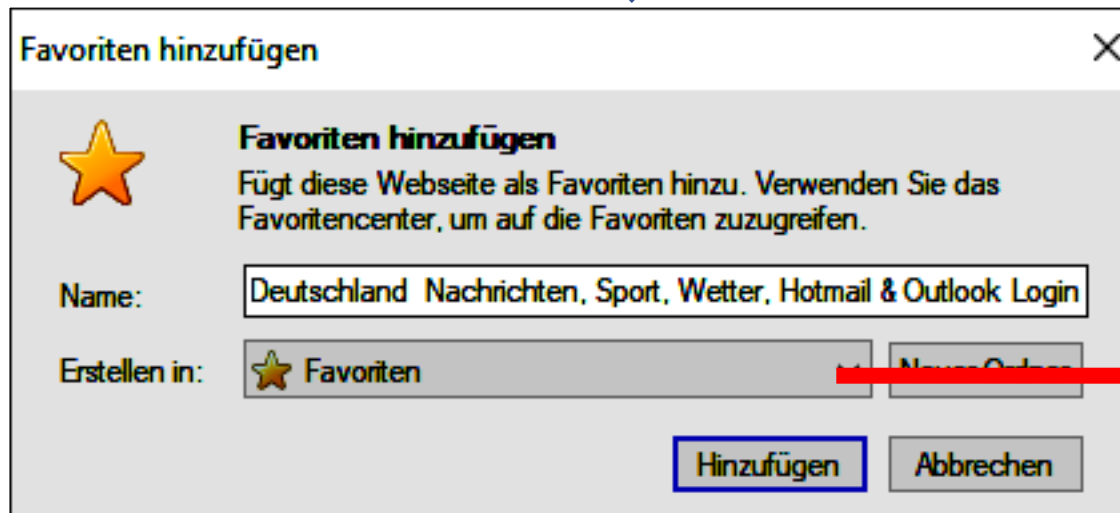 Favoriten hinzufügen
Favoriten hinzufügen
Fügt diese Webseite als Favoriten hinzu. Verwenden Sie das
Favoritencenter, um auf die Favoriten zuzugreifen.
Name: Deutschland Nachrichten, Sport, Wetter, Hotmail & Outlook Login
Erstellen in: Favoriten
Hinzufügen Abbrechen